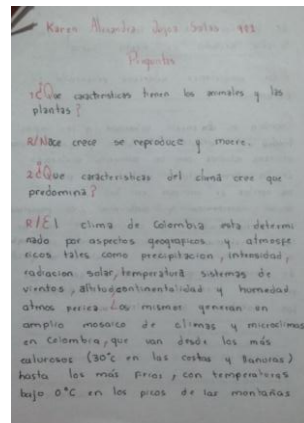 Karen Alexandra Joya 901
Preguntas
1¿Que caracteristicas tienen los animales y las
plantas?
R/Nace crece se reproduce y muere.
2¿Que caracteristicas del clima cree que
predomina?
R/El clima de Colombia esta determi
nado por aspectos geograficos y atmosfe
ricos tales como precipitacion, intensidad,
radiacion solar, temperatura sistemas de
vientos, altitud, continentalidad y humedad
atmos ferica. Los mismos generan un
amplio mosaico de climas y microclimas
en Colombia, que van desde los más
calurosos (30°c en las costas y llanuras)
hasta los más frios, con temperaturas
bajo 0°C en los picos de las montañas